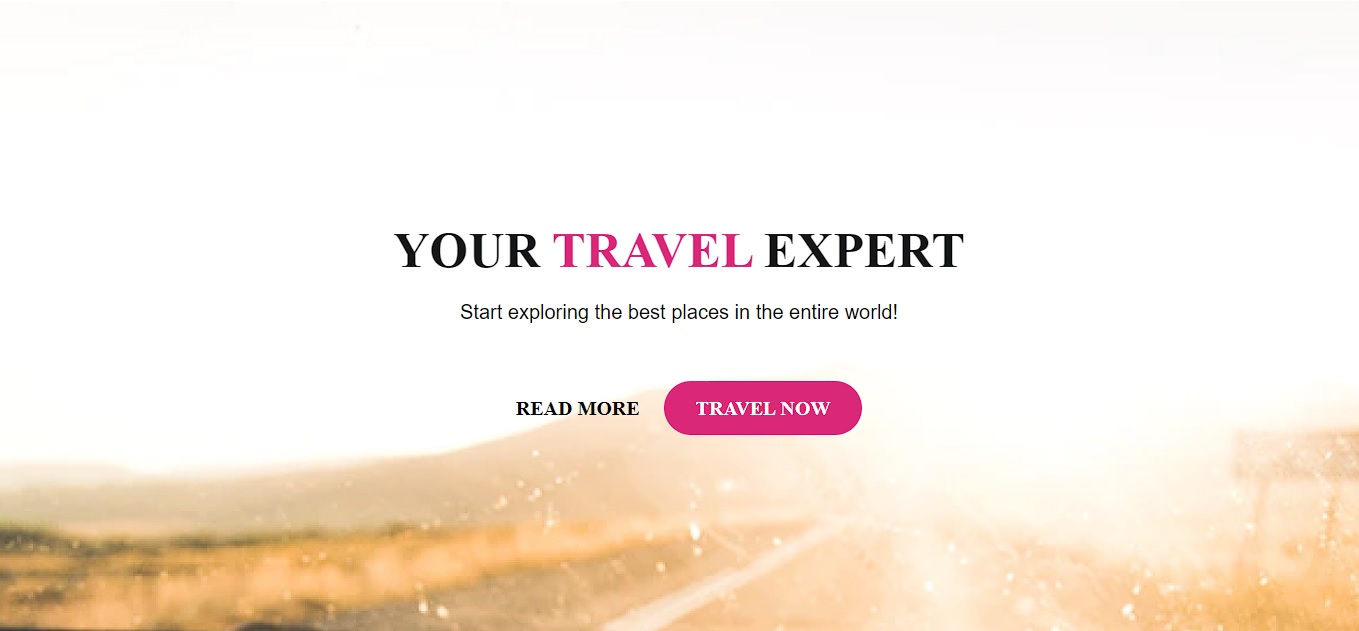 YOUR TRAVEL EXPERT
Start exploring the best places in the entire world!
READ MORE TRAVEL NOW